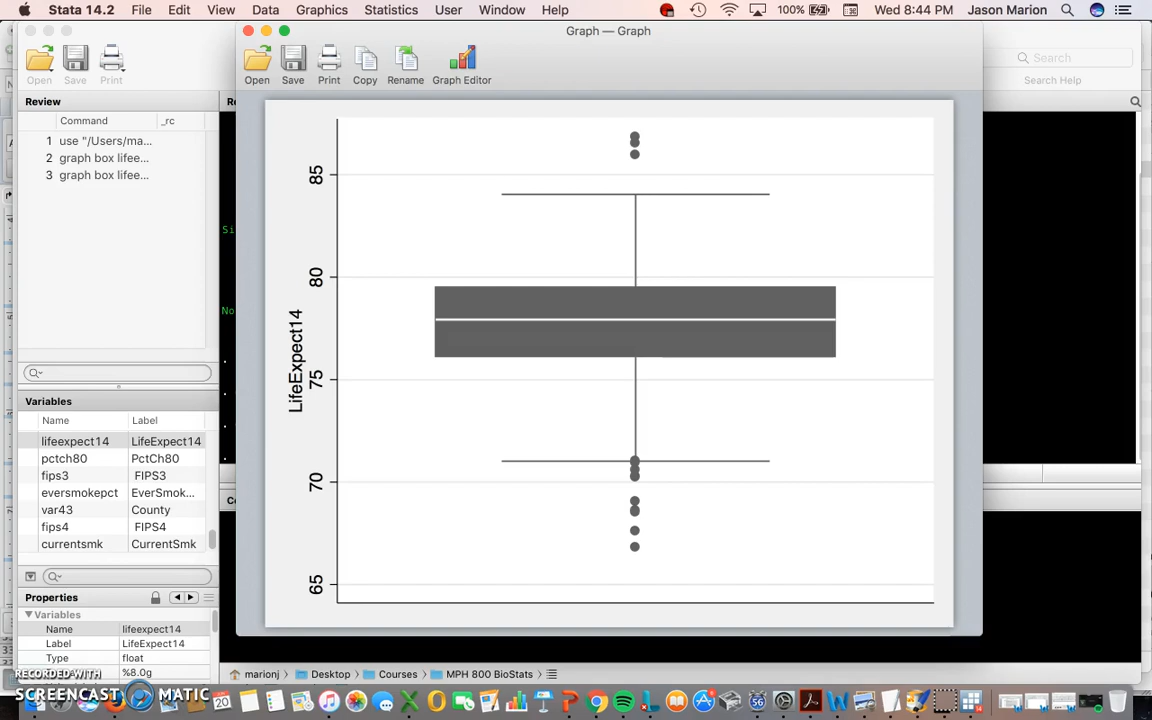 Stata 14.2 File Edit View Data Graphics Statistics User Window Help 100% Wed 8:44 PM Jason Marion
Graph — Graph
Open Save Print
Open Save Print Copy Rename Graph Editor
Search
Search Help
Review
Command _rc
1 use "/Users/ma...
2 graph box lifee...
3 graph box lifee...
Variables
Name Label
lifeexpect14 LifeExpect14
pctch80 PctCh80
fips3 FIPS3
eversmokepct EverSmok...
var43 County
fips4 FIPS4
currentsmk CurrentSmk
Properties
Variables
Name lifeexpect14
Label LifeExpect14
Type float
%8.0g
LifeExpect14
85
80
75
70
65
marionj Desktop Courses MPH 800 BioStats
RECORDED WITH
SCREENCAST MATIC